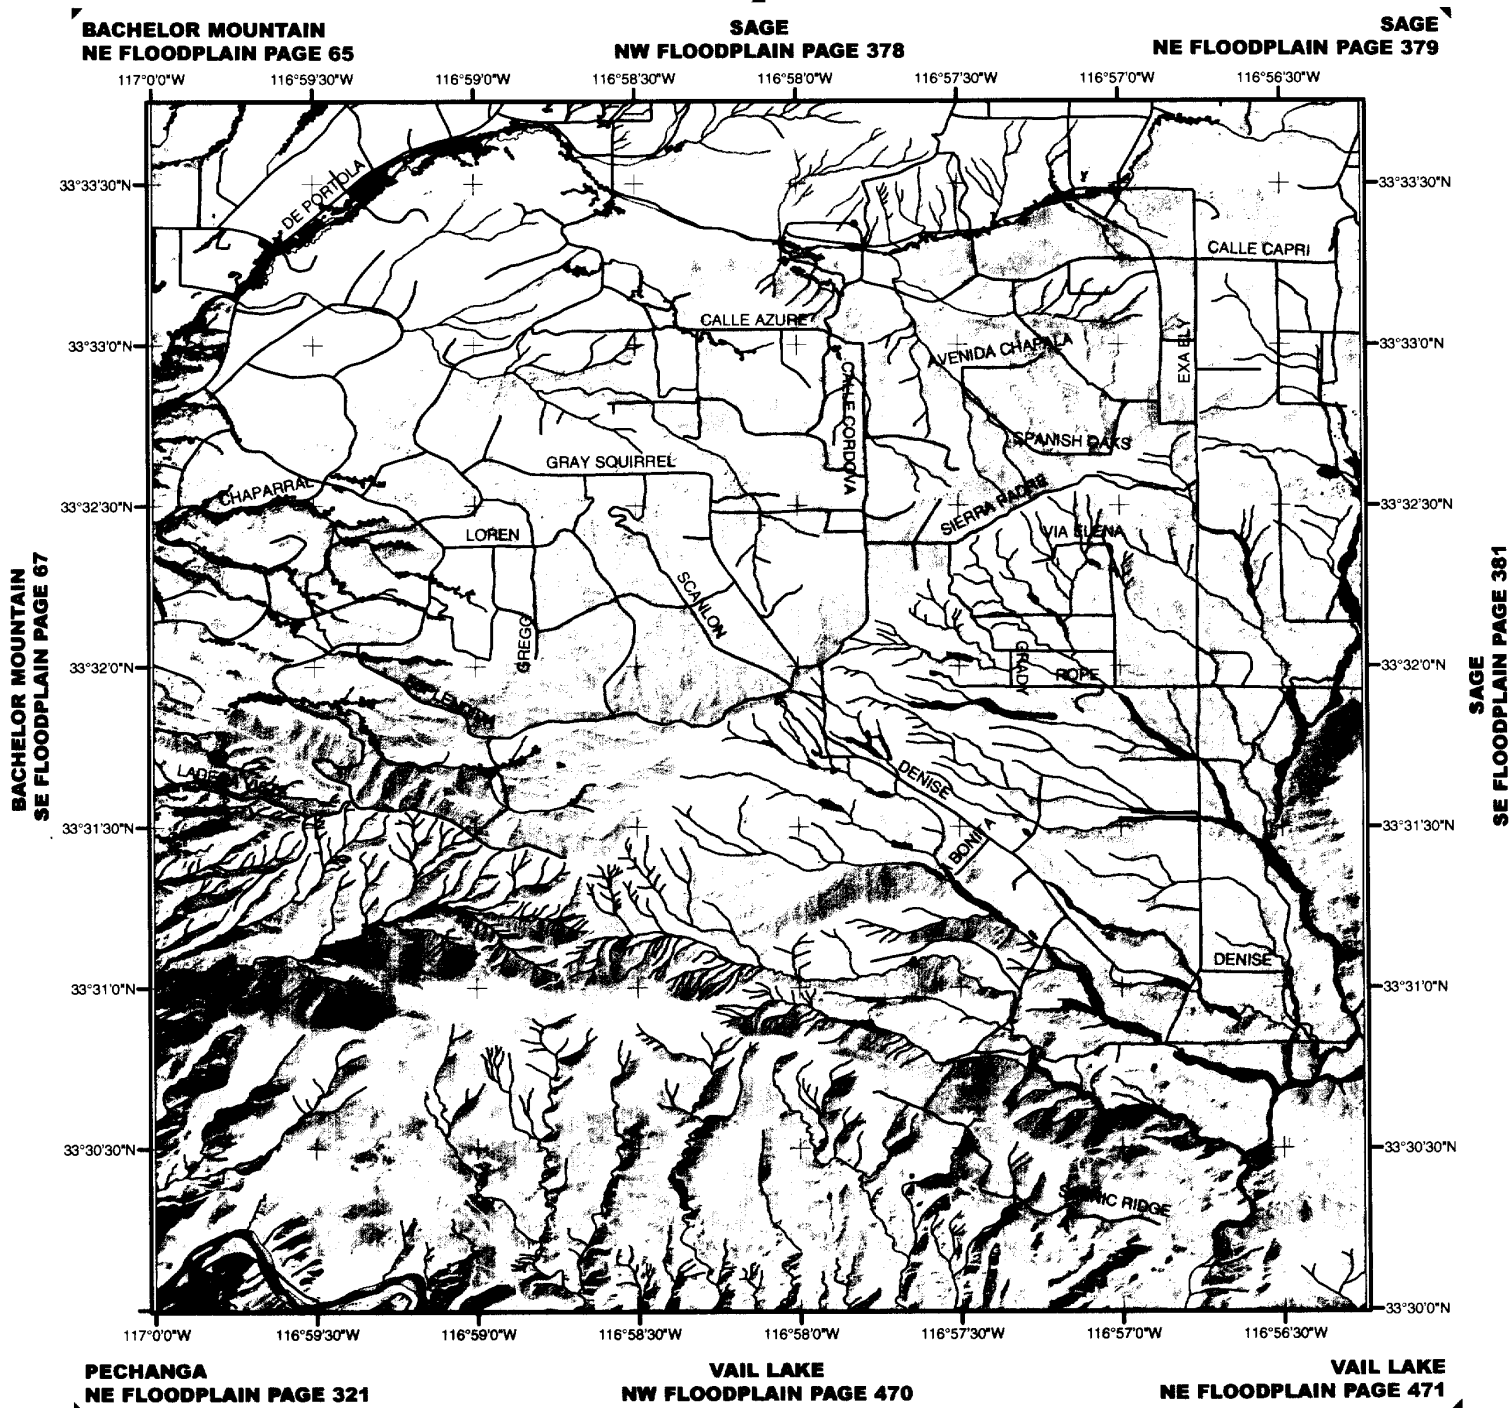 BACHELOR MOUNTAIN
NE FLOODPLAIN PAGE 65
SAGE
NW FLOODPLAIN PAGE 378
SAGE
NE FLOODPLAIN PAGE 379
117°0'0"W
116°59'30"W
116°59'0"W
116°58'30"W
116°58'0"W
116°57'30"W
116°57'0"W
116°56'30"W
33°33'30"N
33°33'30"N
DE PORTOLA
CALLE CAPRI
CALLE AZURE
33°33'0"N
33°33'0"N
AVENIDA CHAPALA
EXA ELY
CALLE CORDOVA
SPANISH OAKS
GRAY SQUIRREL
CHAPARRAL
33°32'30"N
33°32'30"N
SIERRA PADRE
VIA ELENA
LOREN
BACHELOR MOUNTAIN
SE FLOODPLAIN PAGE 67
SAGE
SE FLOODPLAIN PAGE 381
SCANLON
GREGG
33°32'0"N
33°32'0"N
GRADY
ROPE
DENISE
BONITA
33°31'30"N
33°31'30"N
DENISE
33°31'0"N
33°31'0"N
33°30'30"N
33°30'30"N
RIDGE
33°30'0"N
117°0'0"W
116°59'30"W
116°59'0"W
116°58'30"W
116°58'0"W
116°57'30"W
116°57'0"W
116°56'30"W
PECHANGA
NE FLOODPLAIN PAGE 321
VAIL LAKE
NW FLOODPLAIN PAGE 470
VAIL LAKE
NE FLOODPLAIN PAGE 471